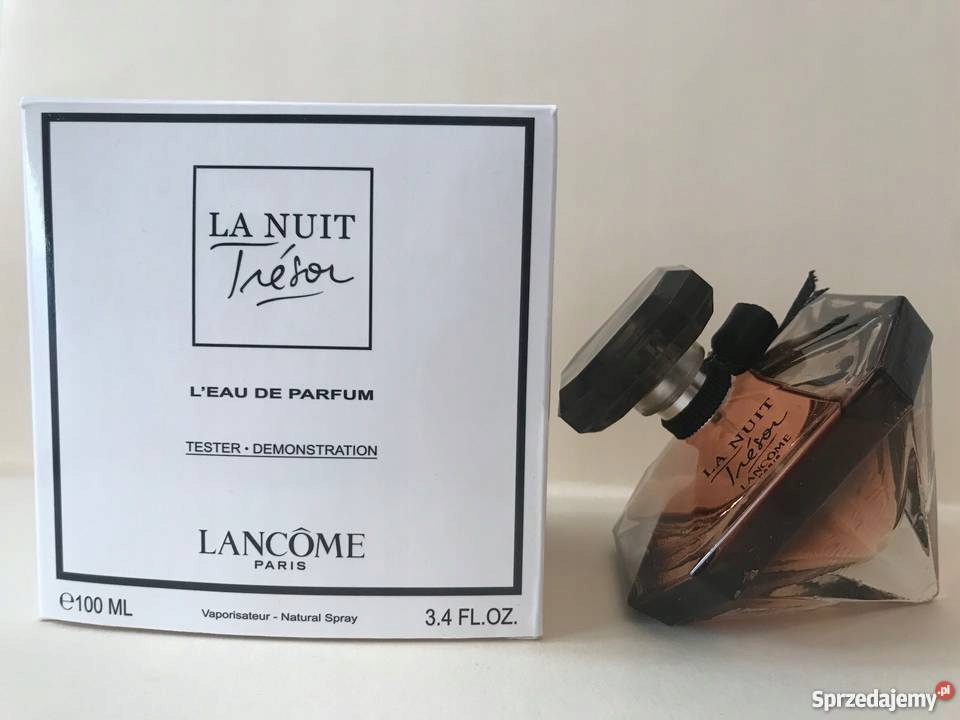 LA NUIT
Trésor
L'EAU DE PARFUM
TESTER • DEMONSTRATION
LANCÔME
PARIS
℮100 ML
Vaporisateur - Natural Spray
3.4 FL.OZ.
LA NUIT
Trésor
LANCÔME
PARIS
Sprzedajemy.pl